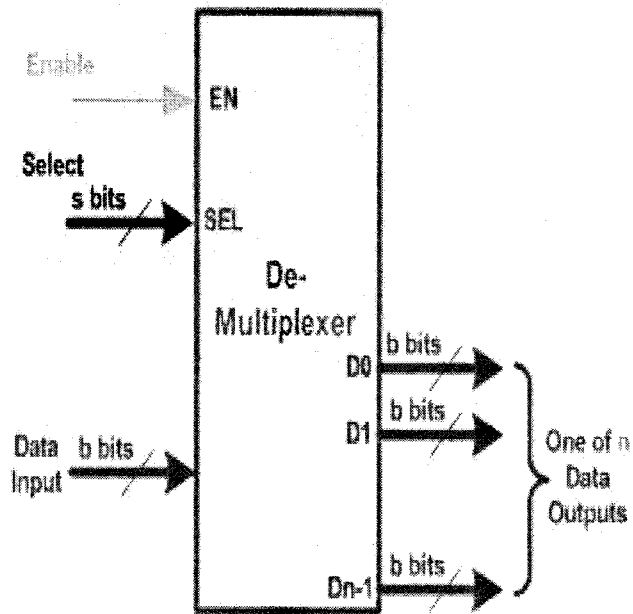 Enable
EN
Select
s bits
SEL
De-
Multiplexer
D0
b bits
D1
b bits
One of n
Data
Outputs
Data
Input
b bits
Dn-1
b bits